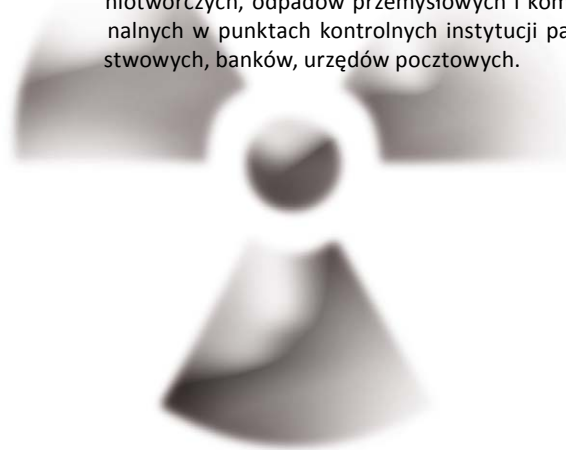 niotwórczych, odpadów przemysłowych i kom
nalnych w punktach kontrolnych instytucji pa
stwowych, banków, urzędów pocztowych.